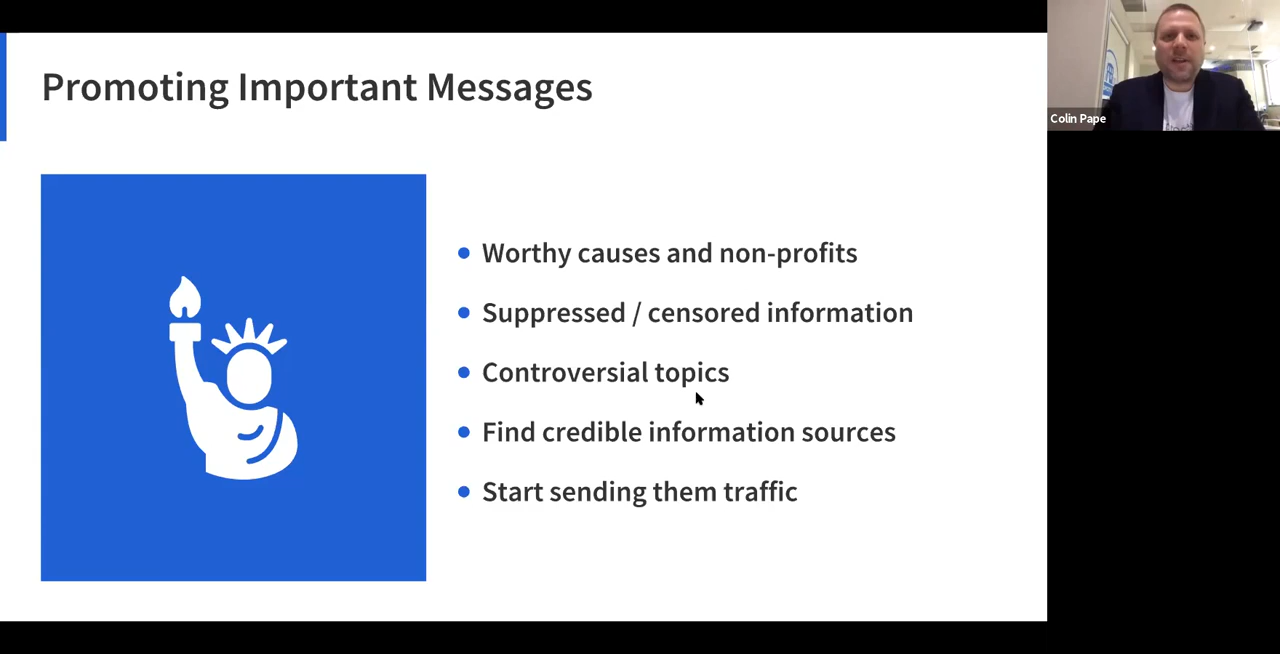 Promoting Important Messages
Colin Pape
Worthy causes and non-profits
Suppressed / censored information
Controversial topics
Find credible information sources
Start sending them traffic